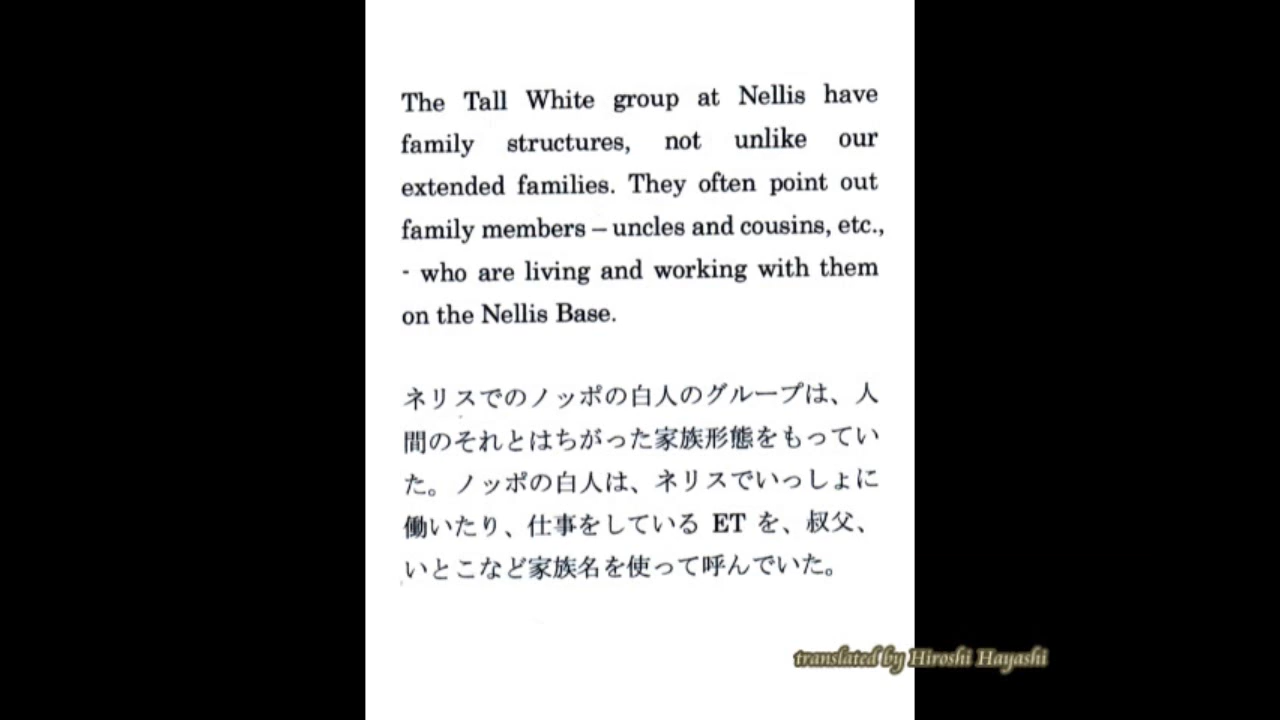 The Tall White group at Nellis have
family structures, not unlike our
extended families. They often point out
family members – uncles and cousins, etc.,
- who are living and working with them
on the Nellis Base.
ネリスでのノッポの白人のグループは、人
間のそれとはちがった家族形態をもってい
た。ノッポの白人は、ネリスでいっしょに
働いたり、仕事をしている ET を、叔父、
いとこなど家族名を使って呼んでいた。
translated by Hiroshi Hayashi